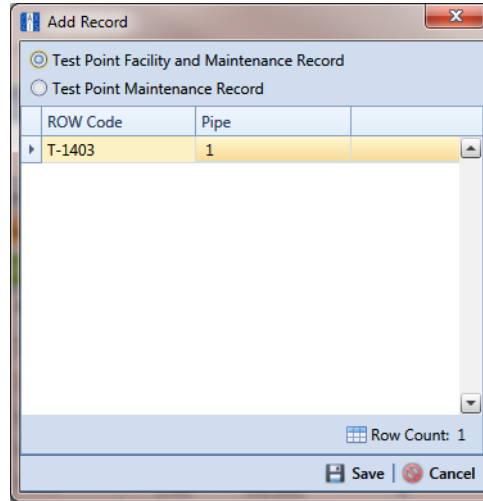 Add Record
Test Point Facility and Maintenance Record
Test Point Maintenance Record
ROW Code Pipe
T-1403 1
Row Count: 1
Save | Cancel